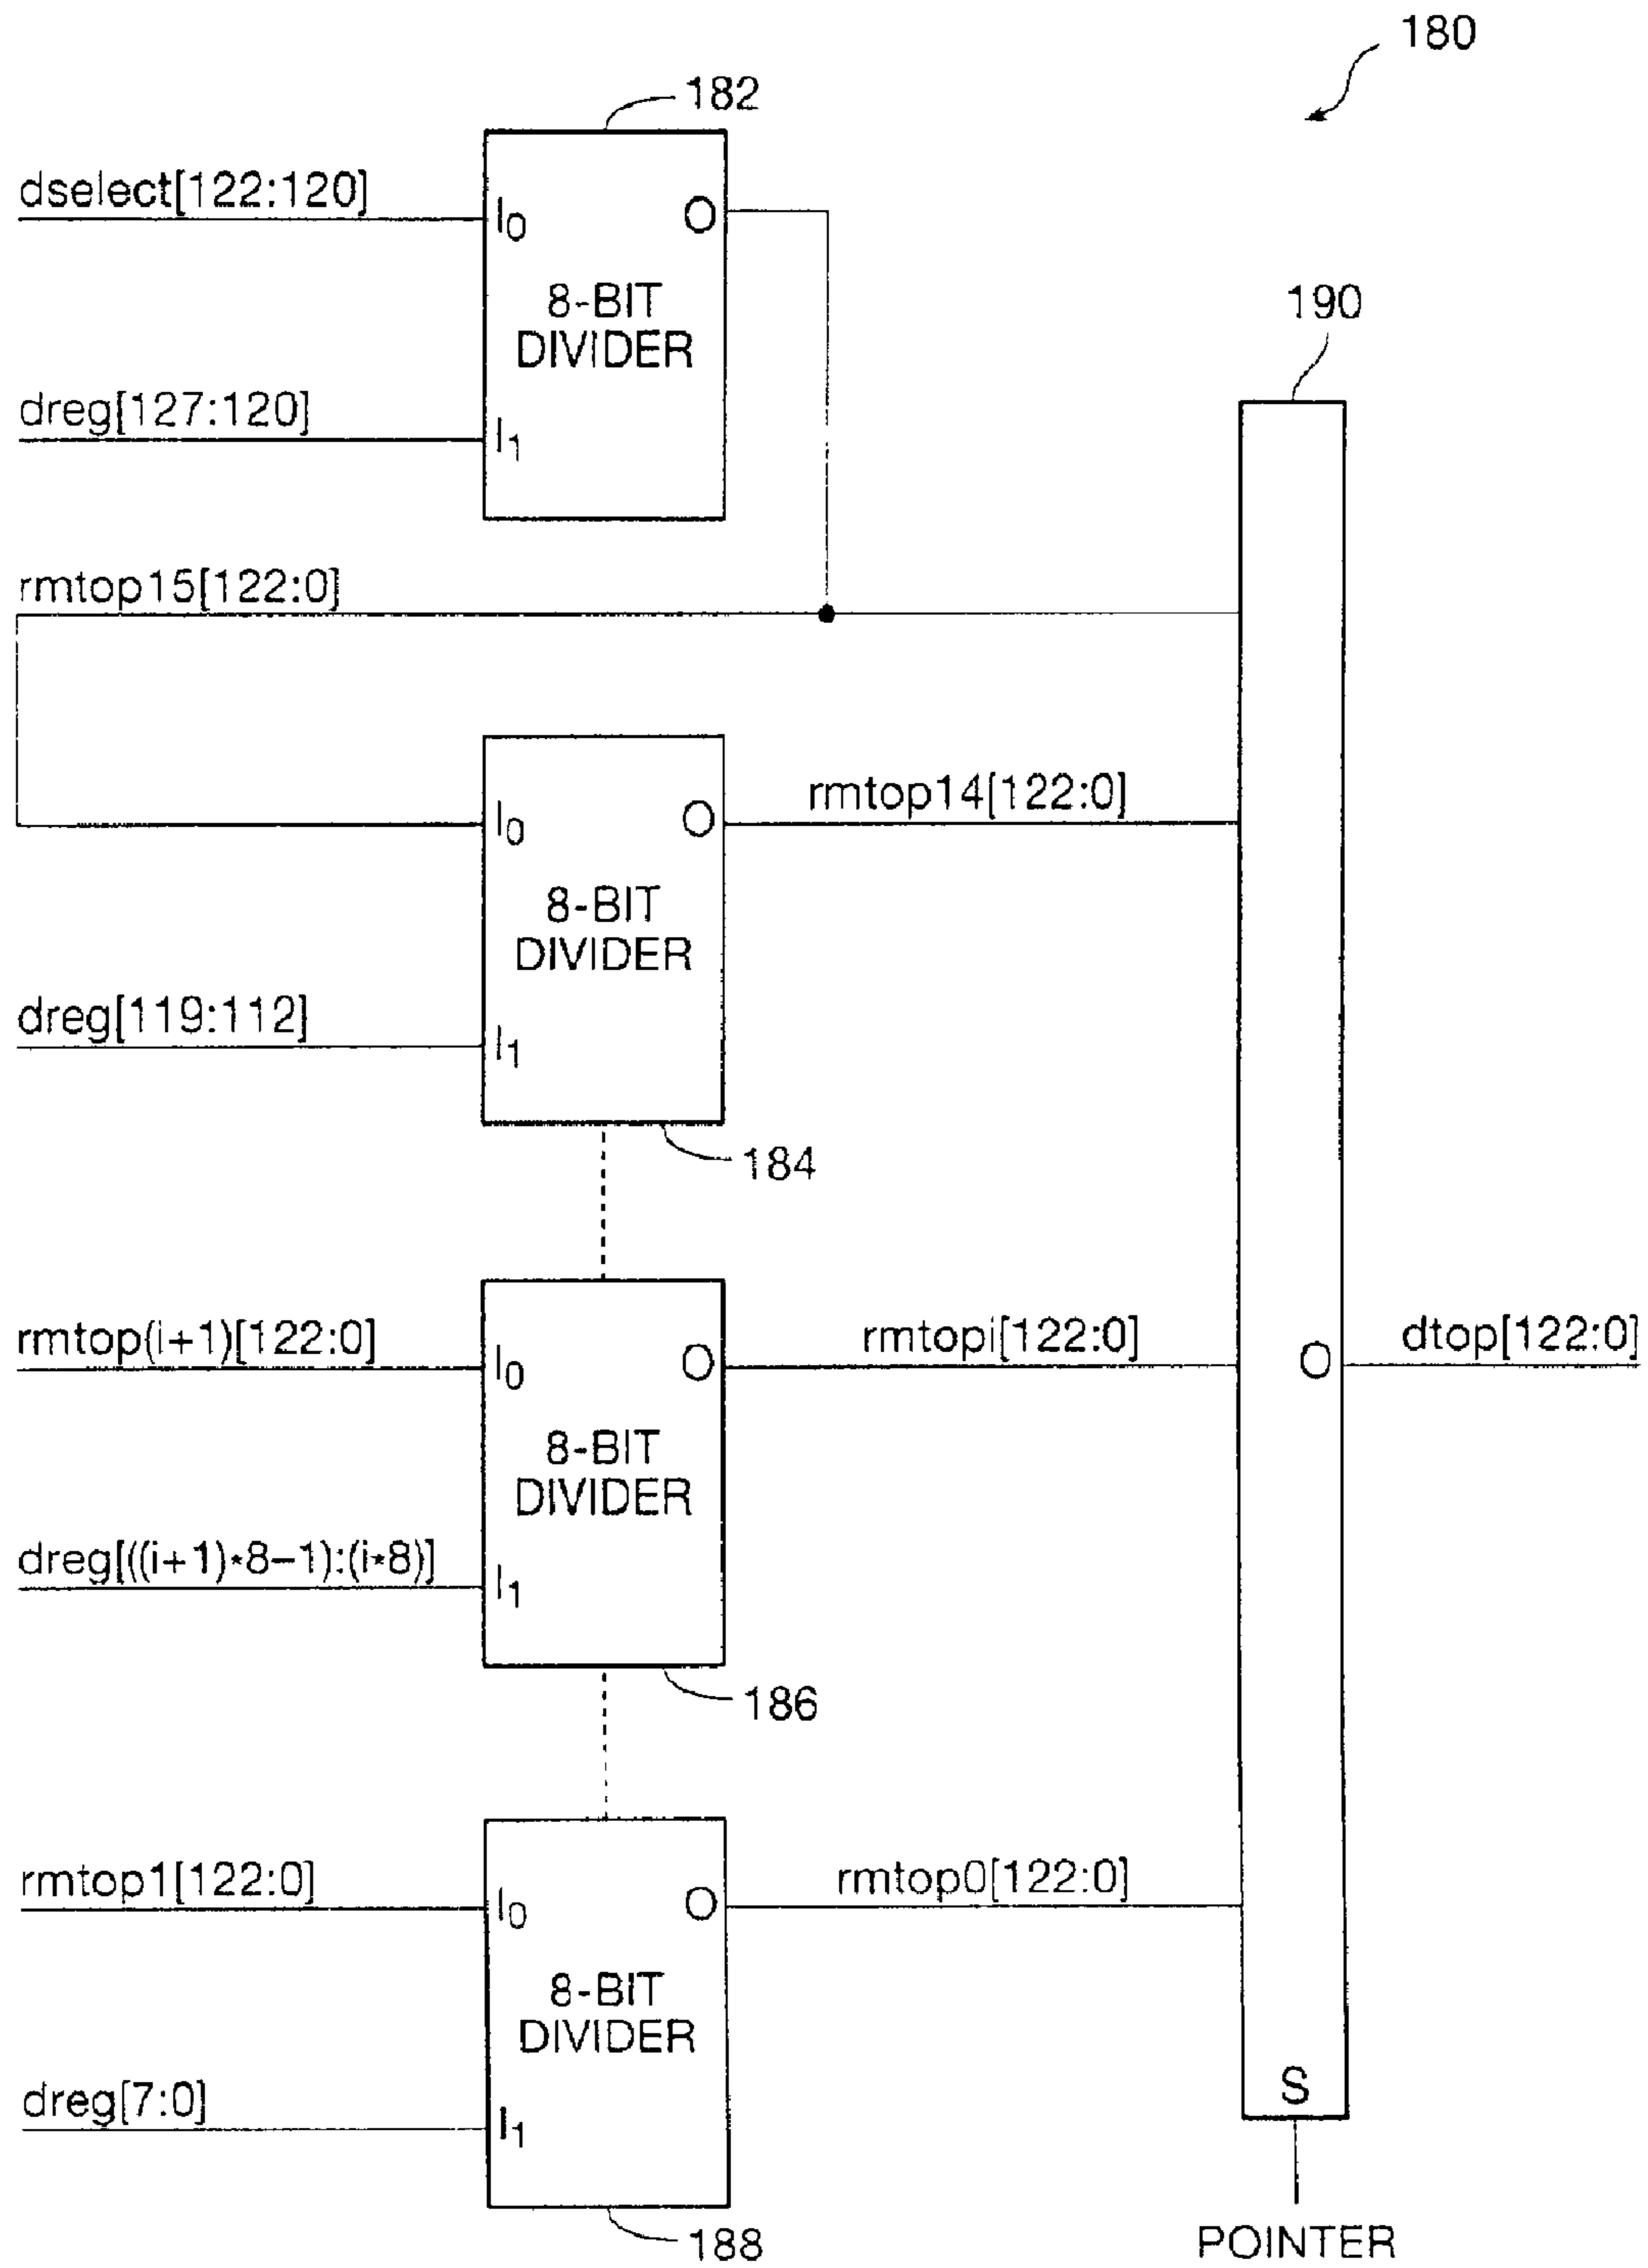 180
182
dselect[122:120]
I0
O
8-BIT
DIVIDER
dreg[127:120]
I1
190
rmtop15[122:0]
I0
O
rmtop14[122:0]
8-BIT
DIVIDER
dreg[119:112]
I1
184
rmtop(i+1)[122:0]
I0
O
rmtopi[122:0]
O
dtop[122:0]
8-BIT
DIVIDER
dreg[((i+1)*8-1):(i*8)]
I1
186
rmtop1[122:0]
I0
O
rmtop0[122:0]
8-BIT
DIVIDER
dreg[7:0]
I1
S
188
POINTER